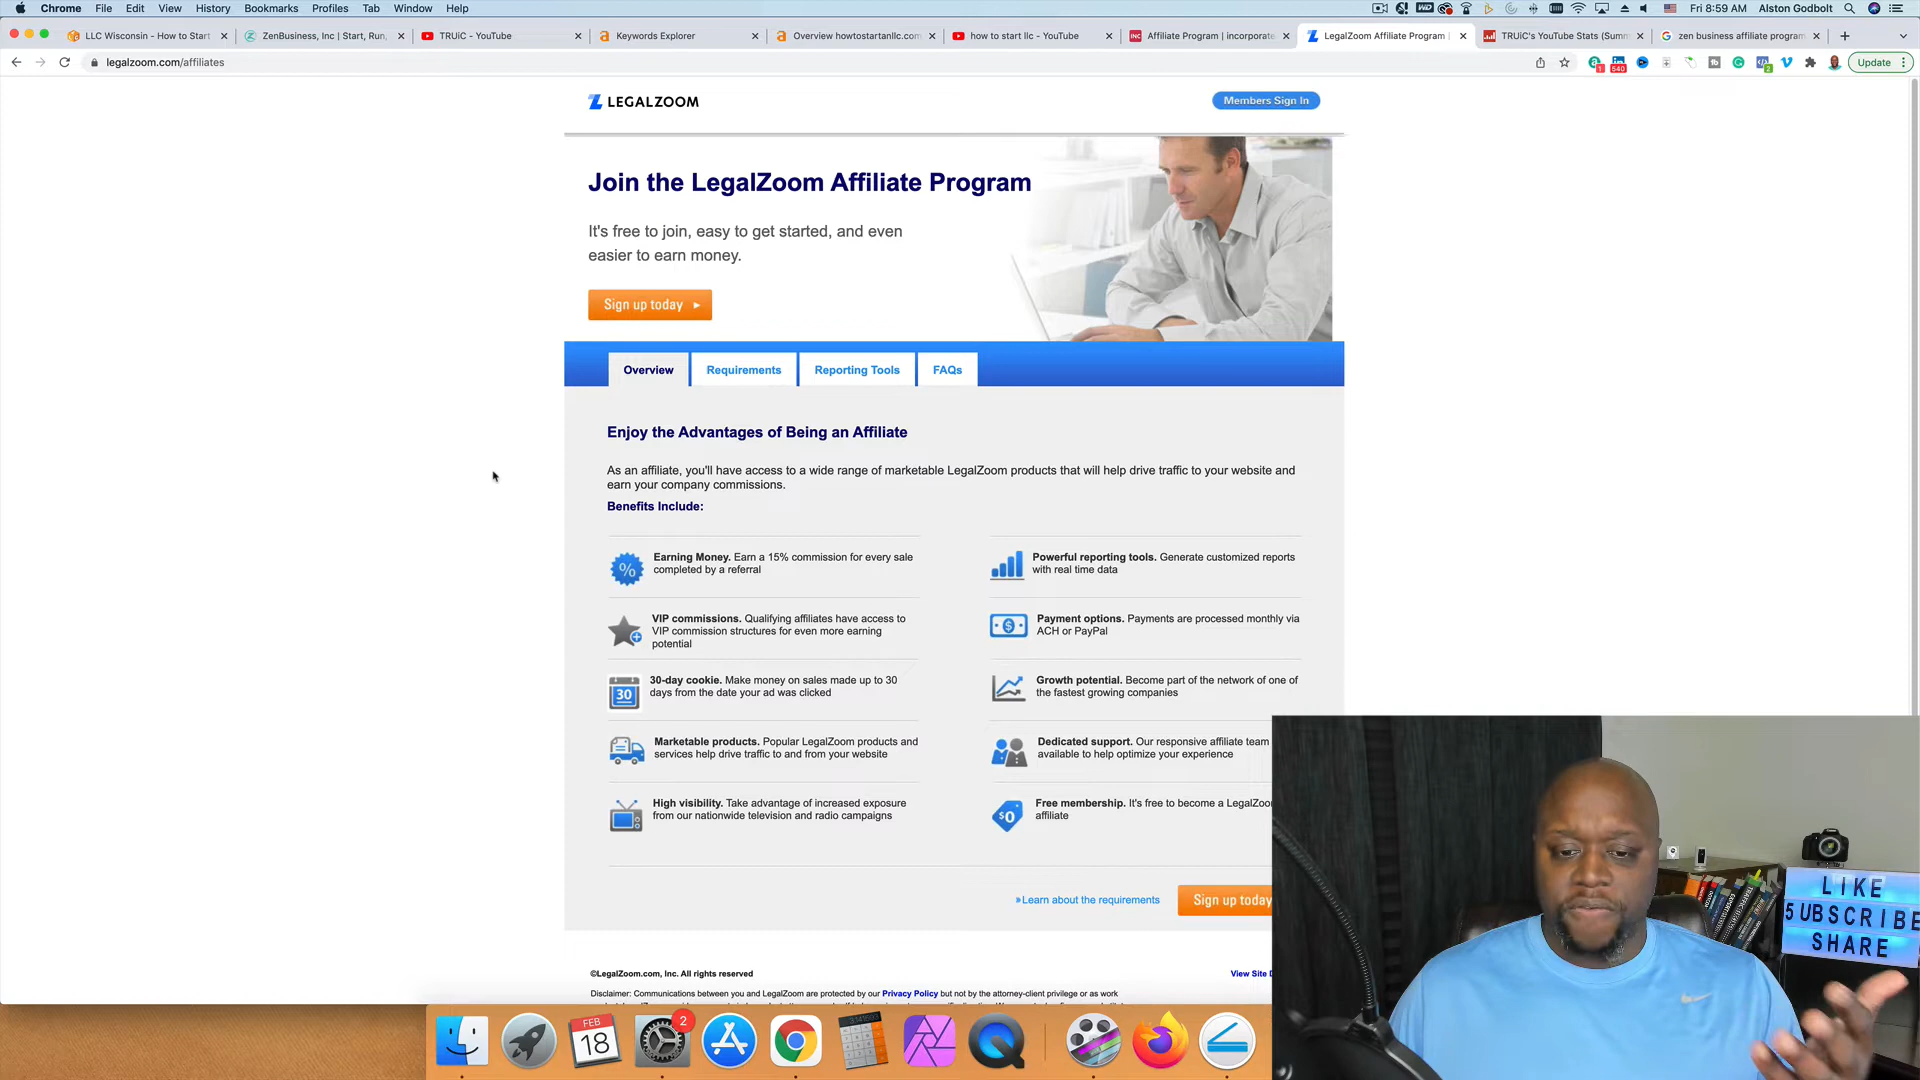 Chrome File Edit View History Bookmarks Profiles Tab Window Help
Fri 8:59 AM Alston Godbolt
LLC Wisconsin - How to Start
ZenBusiness, Inc | Start, Run,
TRUiC - YouTube
Keywords Explorer
Overview howtostartanllc.com
how to start llc - YouTube
Affiliate Program | incorporate
LegalZoom Affiliate Program |
TRUiC's YouTube Stats (Summ
zen business affiliate program
legalzoom.com/affiliates
Update
LEGALZOOM
Members Sign In
Join the LegalZoom Affiliate Program
It's free to join, easy to get started, and even
easier to earn money.
Sign up today
Overview Requirements Reporting Tools FAQs
Enjoy the Advantages of Being an Affiliate
As an affiliate, you'll have access to a wide range of marketable LegalZoom products that will help drive traffic to your website and
earn your company commissions.
Benefits Include:
Earning Money. Earn a 15% commission for every sale
completed by a referral
Powerful reporting tools. Generate customized reports
with real time data
VIP commissions. Qualifying affiliates have access to
VIP commission structures for even more earning
potential
Payment options. Payments are processed monthly via
ACH or PayPal
30
30-day cookie. Make money on sales made up to 30
days from the date your ad was clicked
Growth potential. Become part of the network of one of
the fastest growing companies
Marketable products. Popular LegalZoom products and
services help drive traffic to and from your website
Dedicated support. Our responsive affiliate team
available to help optimize your experience
High visibility. Take advantage of increased exposure
from our nationwide television and radio campaigns
$0
Free membership. It's free to become a LegalZoo
affiliate
»Learn about the requirements
Sign up today
©LegalZoom.com, Inc. All rights reserved
View Site D
Disclaimer: Communications between you and LegalZoom are protected by our Privacy Policy but not by the attorney-client privilege or as work
FEB
18
2
LIKE
5UBSCRIBE
SHARE